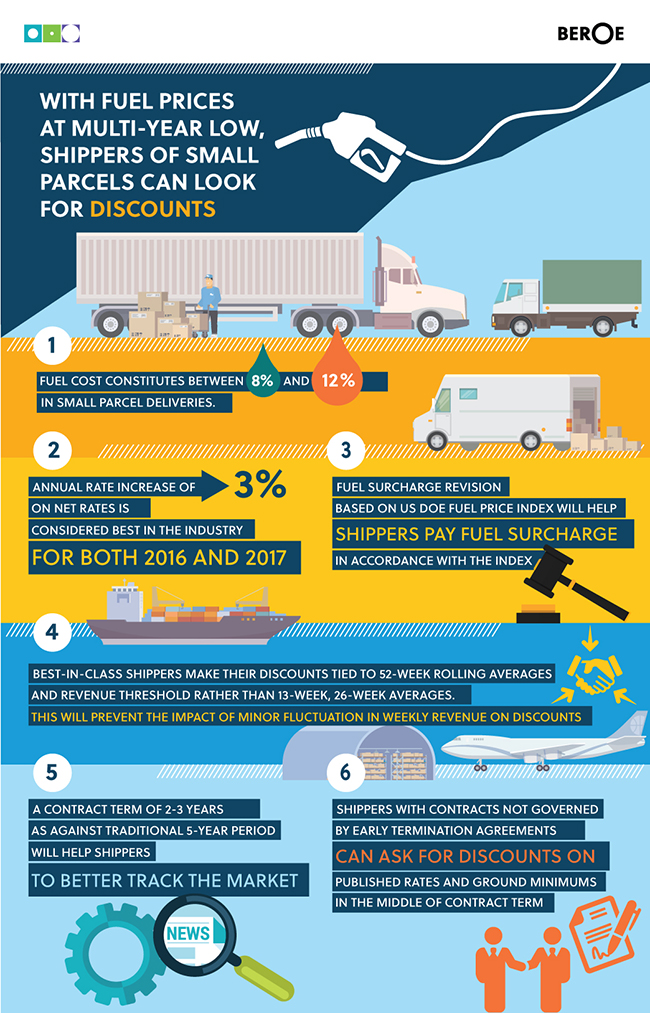 BEROE
WITH FUEL PRICES
AT MULTI-YEAR LOW,
SHIPPERS OF SMALL
PARCELS CAN LOOK
FOR DISCOUNTS
1
FUEL COST CONSTITUTES BETWEEN 8% AND 12%
IN SMALL PARCEL DELIVERIES.
2
ANNUAL RATE INCREASE OF 3%
ON NET RATES IS
CONSIDERED BEST IN THE INDUSTRY
FOR BOTH 2016 AND 2017
3
FUEL SURCHARGE REVISION
BASED ON US DOE FUEL PRICE INDEX WILL HELP
SHIPPERS PAY FUEL SURCHARGE
IN ACCORDANCE WITH THE INDEX
4
BEST-IN-CLASS SHIPPERS MAKE THEIR DISCOUNTS TIED TO 52-WEEK ROLLING AVERAGES
AND REVENUE THRESHOLD RATHER THAN 13-WEEK, 26-WEEK AVERAGES.
THIS WILL PREVENT THE IMPACT OF MINOR FLUCTUATION IN WEEKLY REVENUE ON DISCOUNTS
5
A CONTRACT TERM OF 2-3 YEARS
AS AGAINST TRADITIONAL 5-YEAR PERIOD
WILL HELP SHIPPERS
TO BETTER TRACK THE MARKET
NEWS
6
SHIPPERS WITH CONTRACTS NOT GOVERNED
BY EARLY TERMINATION AGREEMENTS
CAN ASK FOR DISCOUNTS ON
PUBLISHED RATES AND GROUND MINIMUMS
IN THE MIDDLE OF CONTRACT TERM